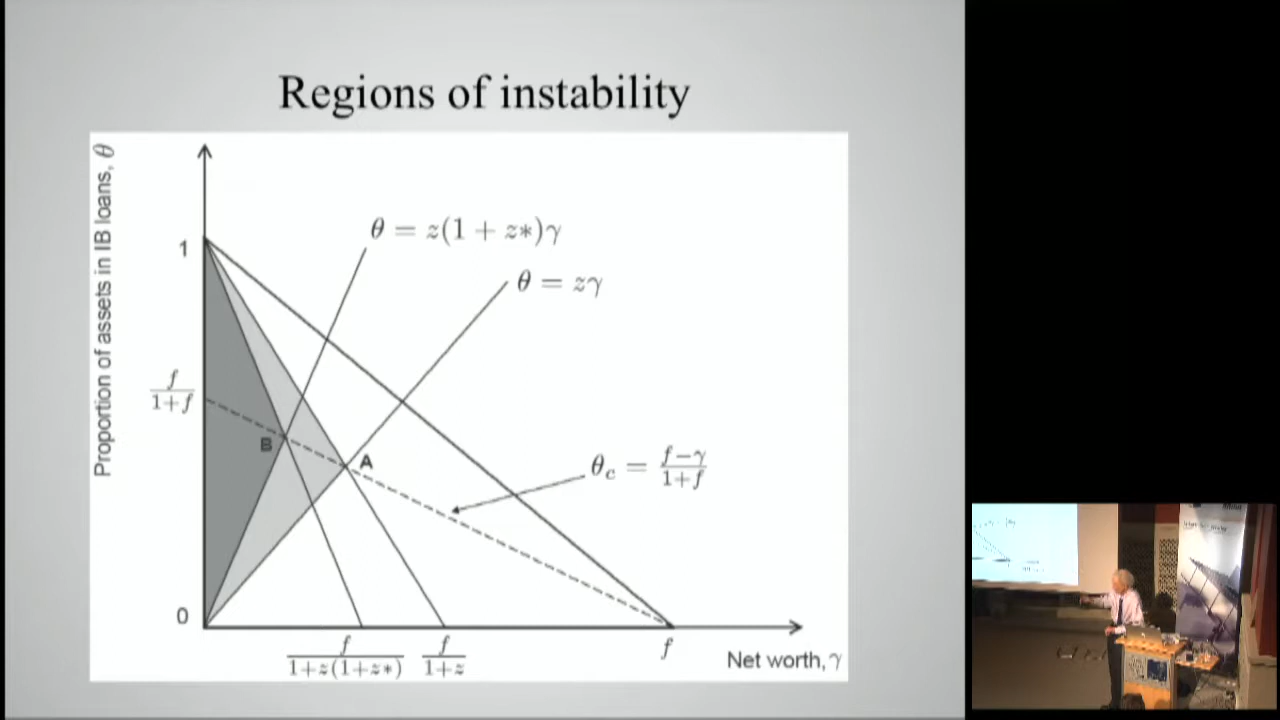 Regions of instability
Proportion of assets in IB loans, θ
θ = z(1 + z*)γ
θ = zγ
1
f/1+f
B
A
θc = f−γ/1+f
0
f/1+z(1+z*)
f/1+z
f
Net worth, γ